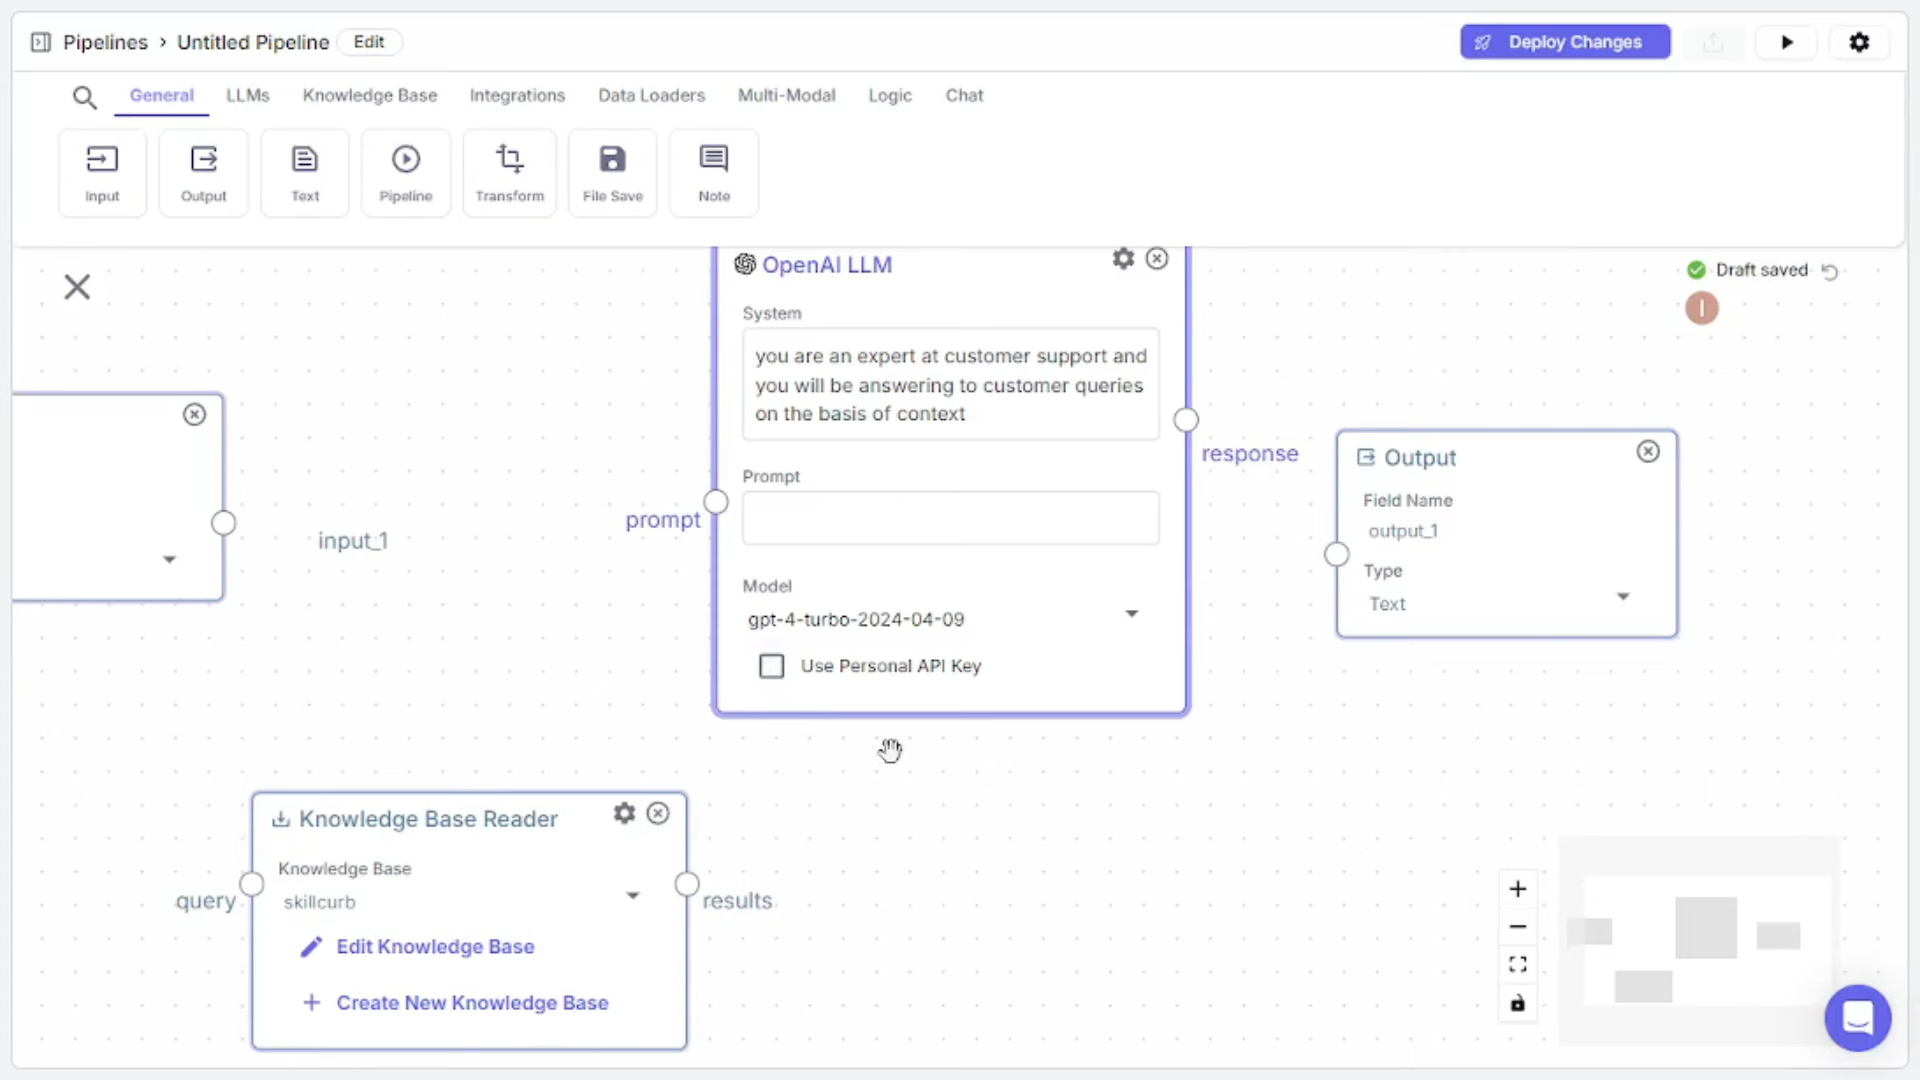 Pipelines › Untitled Pipeline Edit
Deploy Changes
General LLMs Knowledge Base Integrations Data Loaders Multi-Modal Logic Chat
Input Output Text Pipeline Transform File Save Note
OpenAI LLM
Draft saved
I
System
you are an expert at customer support and
you will be answering to customer queries
on the basis of context
response
Prompt
prompt
input_1
Model
gpt-4-turbo-2024-04-09
Use Personal API Key
Output
Field Name
output_1
Type
Text
Knowledge Base Reader
Knowledge Base
query
skillcurb
results
Edit Knowledge Base
Create New Knowledge Base